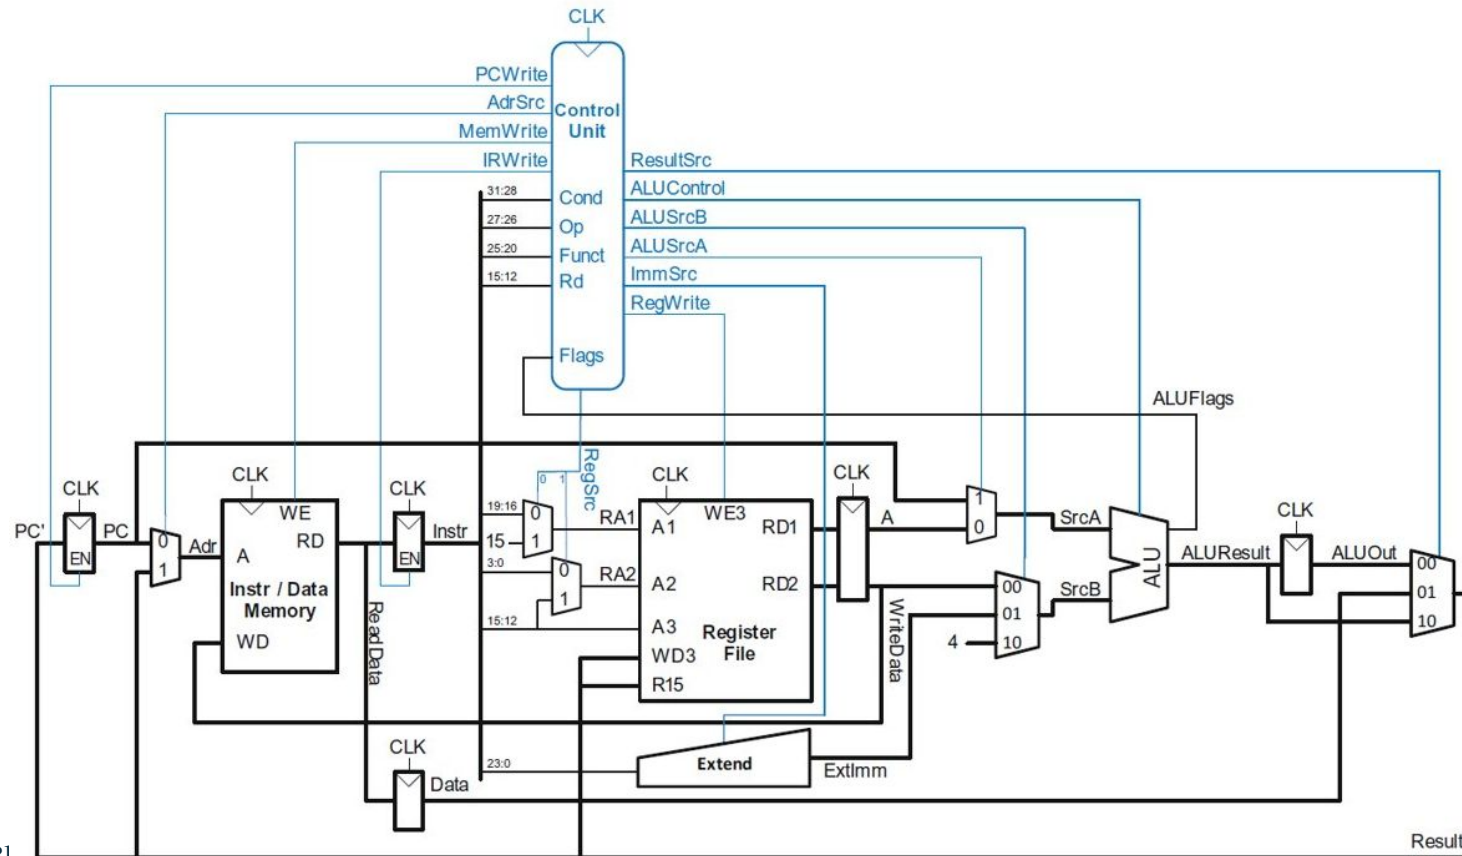 CLK
PCWrite
AdrSrc
MemWrite
IRWrite
Control
Unit
ResultSrc
ALUControl
ALUSrcB
ALUSrcA
ImmSrc
RegWrite
31:28 Cond
27:26 Op
25:20 Funct
15:12 Rd
Flags
ALUFlags
RegSrc
0 1
CLK
PC'
EN
PC
0
1
Adr
CLK
WE
A
RD
Instr / Data
Memory
WD
ReadData
CLK
EN
Instr
19:16
15
3:0
15:12
0
1
0
1
RA1
RA2
CLK
WE3
A1
A2
A3
WD3
R15
RD1
RD2
Register
File
CLK
A
WriteData
1
0
00
01
10
4
SrcA
SrcB
ALU
ALUResult
CLK
ALUOut
00
01
10
CLK
Data
23:0
Extend
ExtImm
Result